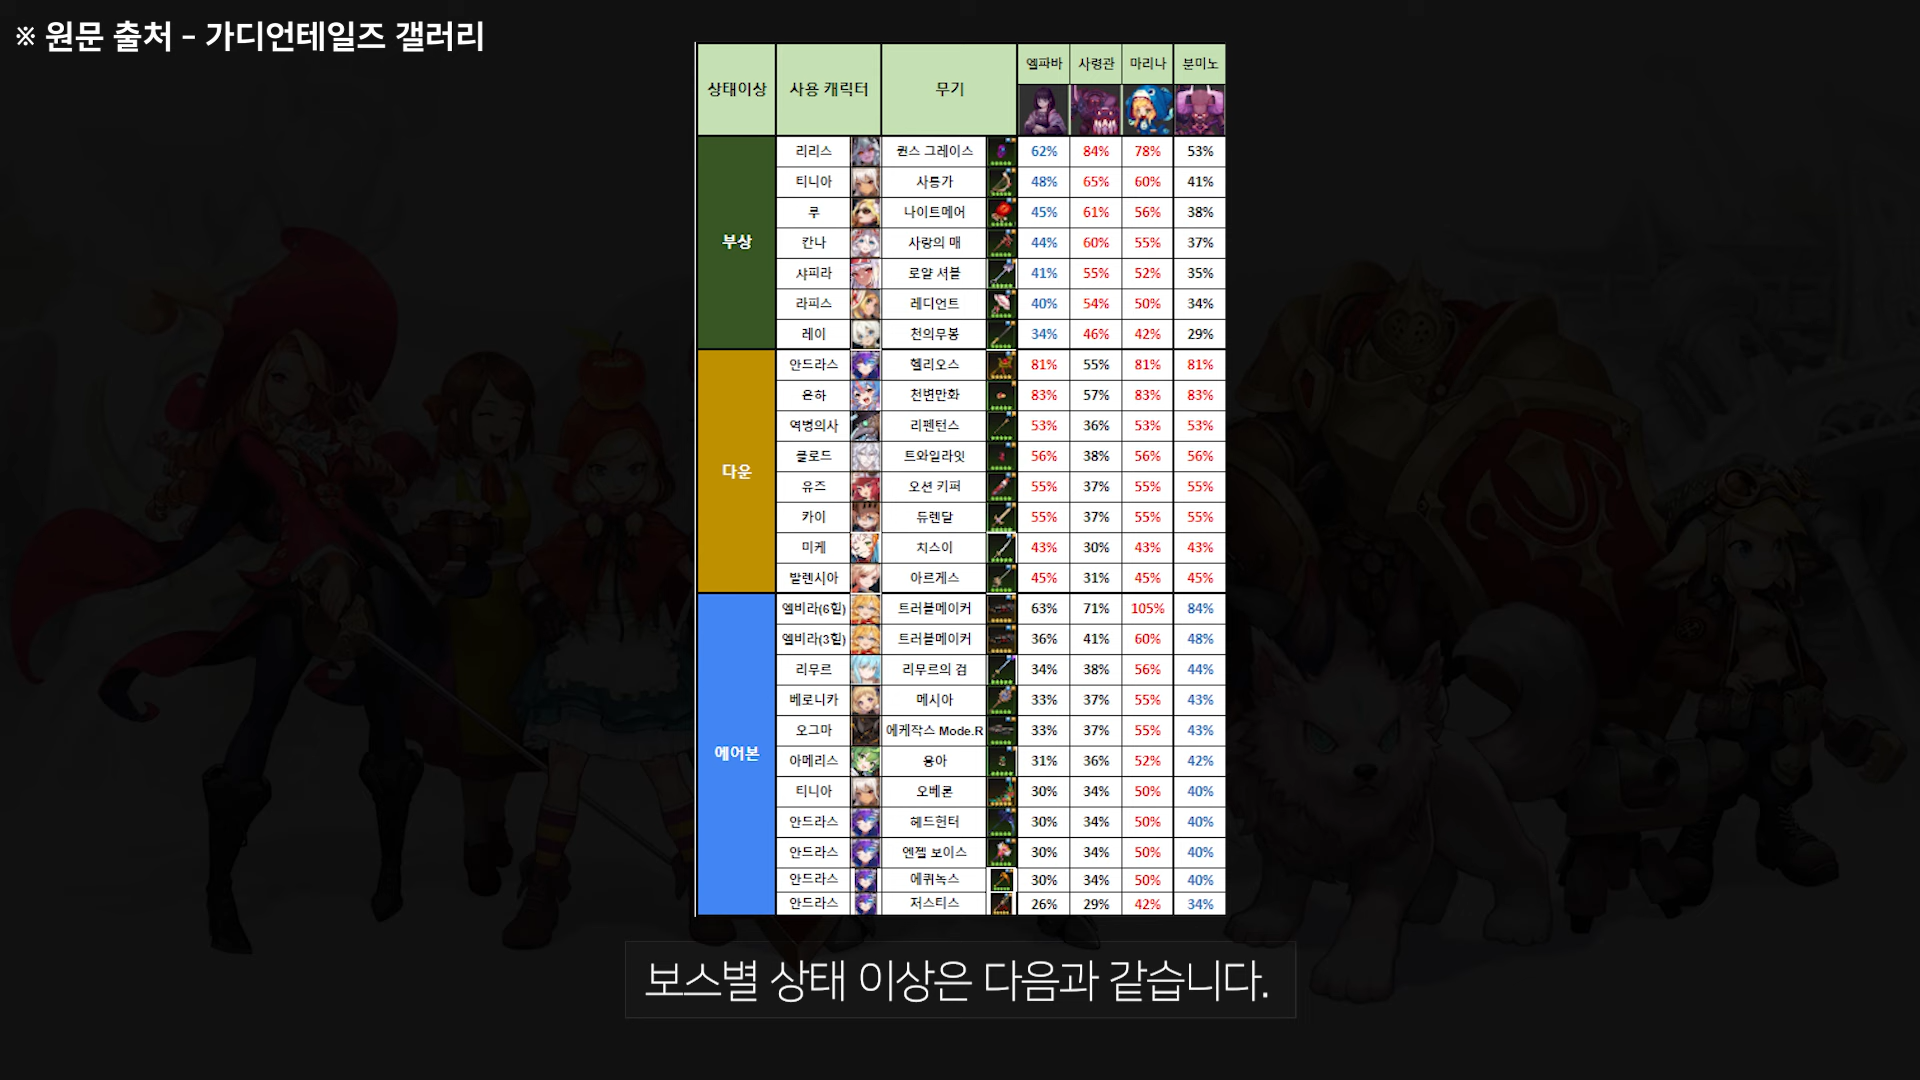 ※ 원문 출처 – 가디언테일즈 갤러리
상태이상 사용 캐릭터 무기 엘파바 사령관 마리나 분미노
부상
리리스 퀸스 그레이스 62% 84% 78% 53%
티니아 사릉가 48% 65% 60% 41%
루 나이트메어 45% 61% 56% 38%
칸나 사랑의 매 44% 60% 55% 37%
샤피라 로얄 셔블 41% 55% 52% 35%
라피스 레디언트 40% 54% 50% 34%
레이 천의무봉 34% 46% 42% 29%
다운
안드라스 헬리오스 81% 55% 81% 81%
은하 천변만화 83% 57% 83% 83%
역병의사 리펜턴스 53% 36% 53% 53%
클로드 트와일라잇 56% 38% 56% 56%
유즈 오션 키퍼 55% 37% 55% 55%
카이 듀렌달 55% 37% 55% 55%
미케 치스이 43% 30% 43% 43%
발렌시아 아르게스 45% 31% 45% 45%
에어본
엘비라(6힐) 트러블메이커 63% 71% 105% 84%
엘비라(3힐) 트러블메이커 36% 41% 60% 48%
리무르 리무르의 검 34% 38% 56% 44%
베로니카 메시아 33% 37% 55% 43%
오그마 에케작스 Mode.R 33% 37% 55% 43%
아메리스 용아 31% 36% 52% 42%
티니아 오베론 30% 34% 50% 40%
안드라스 헤드헌터 30% 34% 50% 40%
안드라스 엔젤 보이스 30% 34% 50% 40%
안드라스 에퀴녹스 30% 34% 50% 40%
안드라스 저스티스 26% 29% 42% 34%
보스별 상태 이상은 다음과 같습니다.